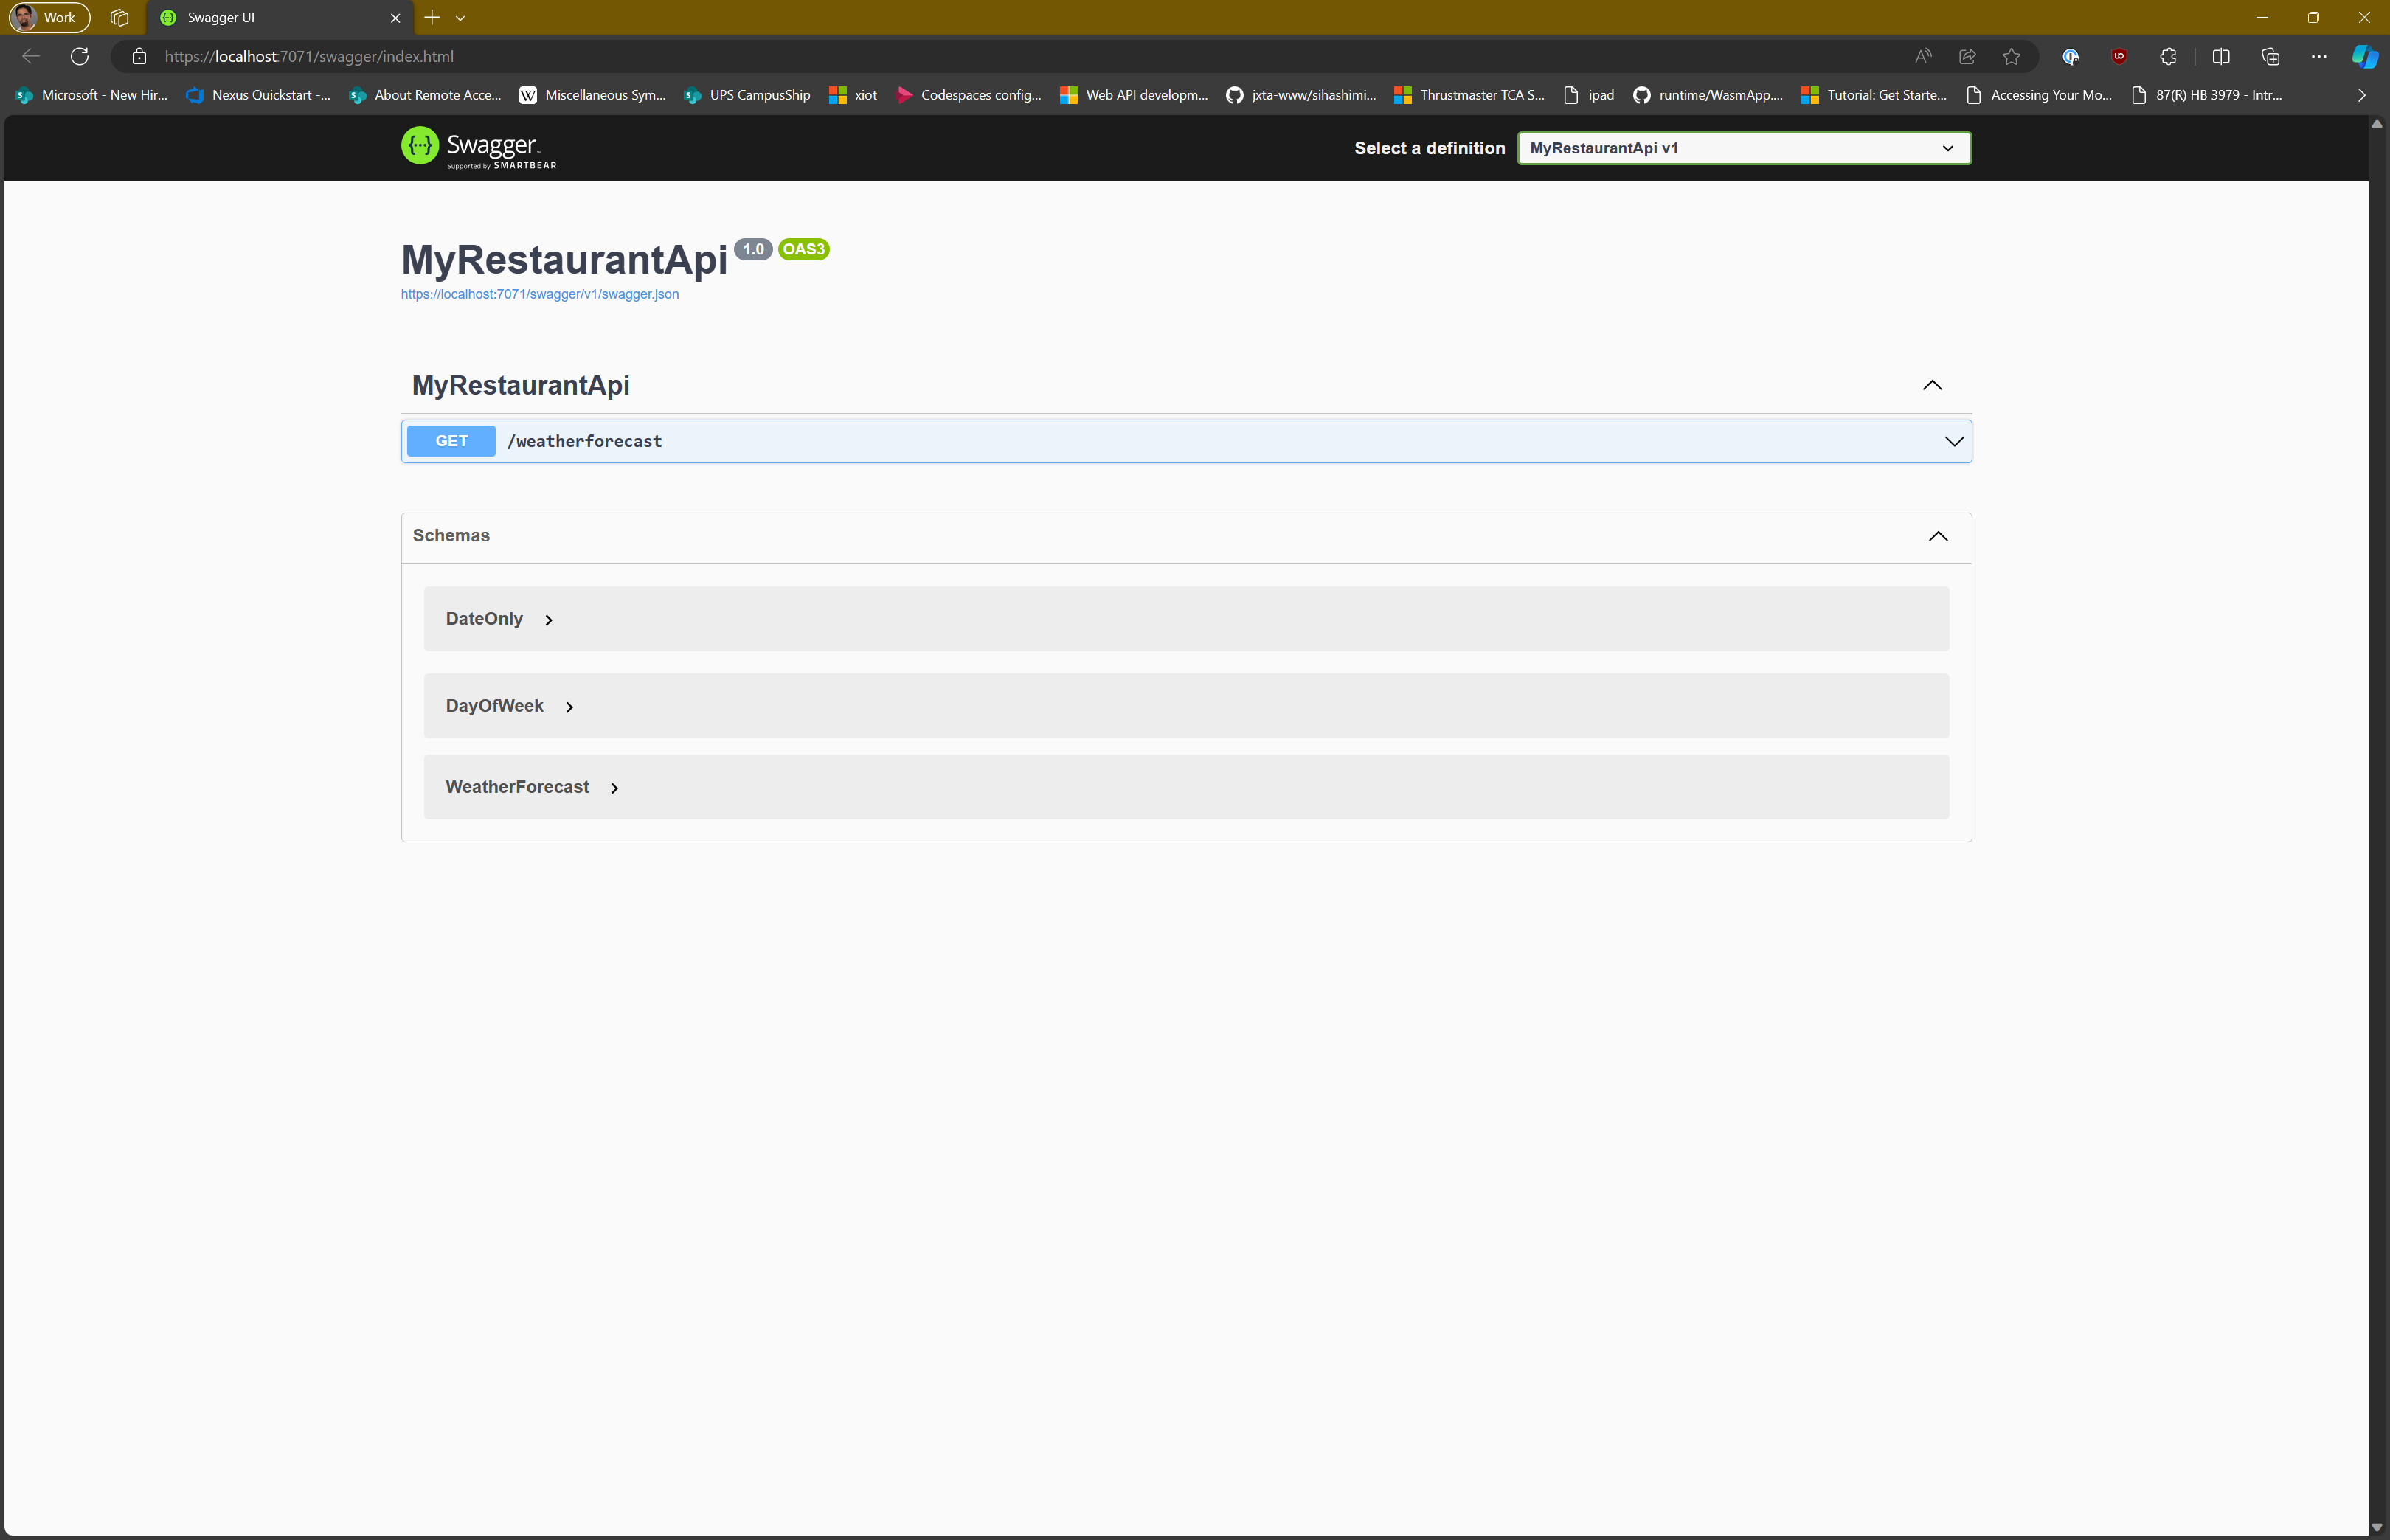 Work
Swagger UI
https://localhost:7071/swagger/index.html
Microsoft - New Hir... Nexus Quickstart -... About Remote Acce... Miscellaneous Sym... UPS CampusShip xiot Codespaces config... Web API developm... jxta-www/sihashimi... Thrustmaster TCA S... ipad runtime/WasmApp.... Tutorial: Get Starte... Accessing Your Mo... 87(R) HB 3979 - Intr...
Swagger
Supported by SMARTBEAR
Select a definition
MyRestaurantApi v1
MyRestaurantApi 1.0 OAS3
https://localhost:7071/swagger/v1/swagger.json
MyRestaurantApi
GET /weatherforecast
Schemas
DateOnly
DayOfWeek
WeatherForecast